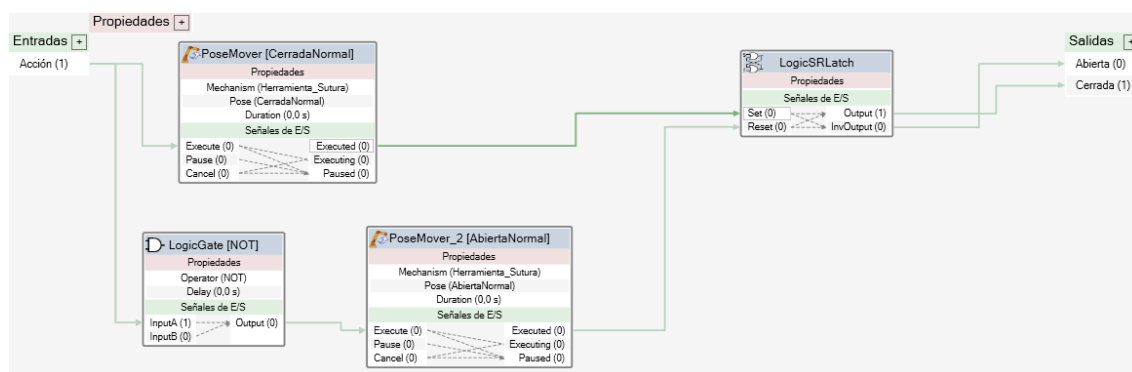 Propiedades +
Entradas +
Acción (1)
PoseMover [CerradaNormal]
Propiedades
Mechanism (Herramienta_Sutura)
Pose (CerradaNormal)
Duration (0,0 s)
Señales de E/S
Execute (0) Executed (0)
Pause (0) Executing (0)
Cancel (0) Paused (0)
LogicSRLatch
Propiedades
Señales de E/S
Set (0) Output (1)
Reset (0) InvOutput (0)
Salidas +
Abierta (0)
Cerrada (1)
LogicGate [NOT]
Propiedades
Operator (NOT)
Delay (0,0 s)
Señales de E/S
InputA (1) Output (0)
InputB (0)
PoseMover_2 [AbiertaNormal]
Propiedades
Mechanism (Herramienta_Sutura)
Pose (AbiertaNormal)
Duration (0,0 s)
Señales de E/S
Execute (0) Executed (0)
Pause (0) Executing (0)
Cancel (0) Paused (0)